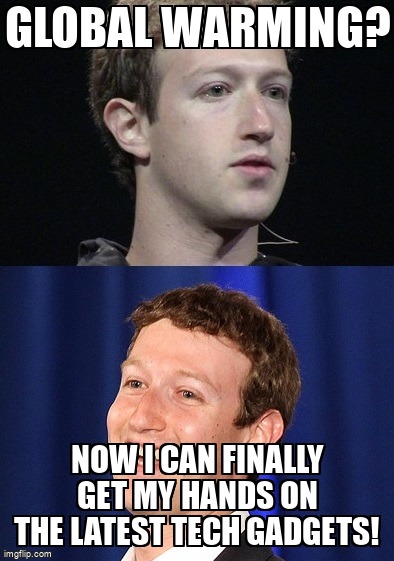 GLOBAL WARMING?
NOW I CAN FINALLY
GET MY HANDS ON
THE LATEST TECH GADGETS!
imgflip.com